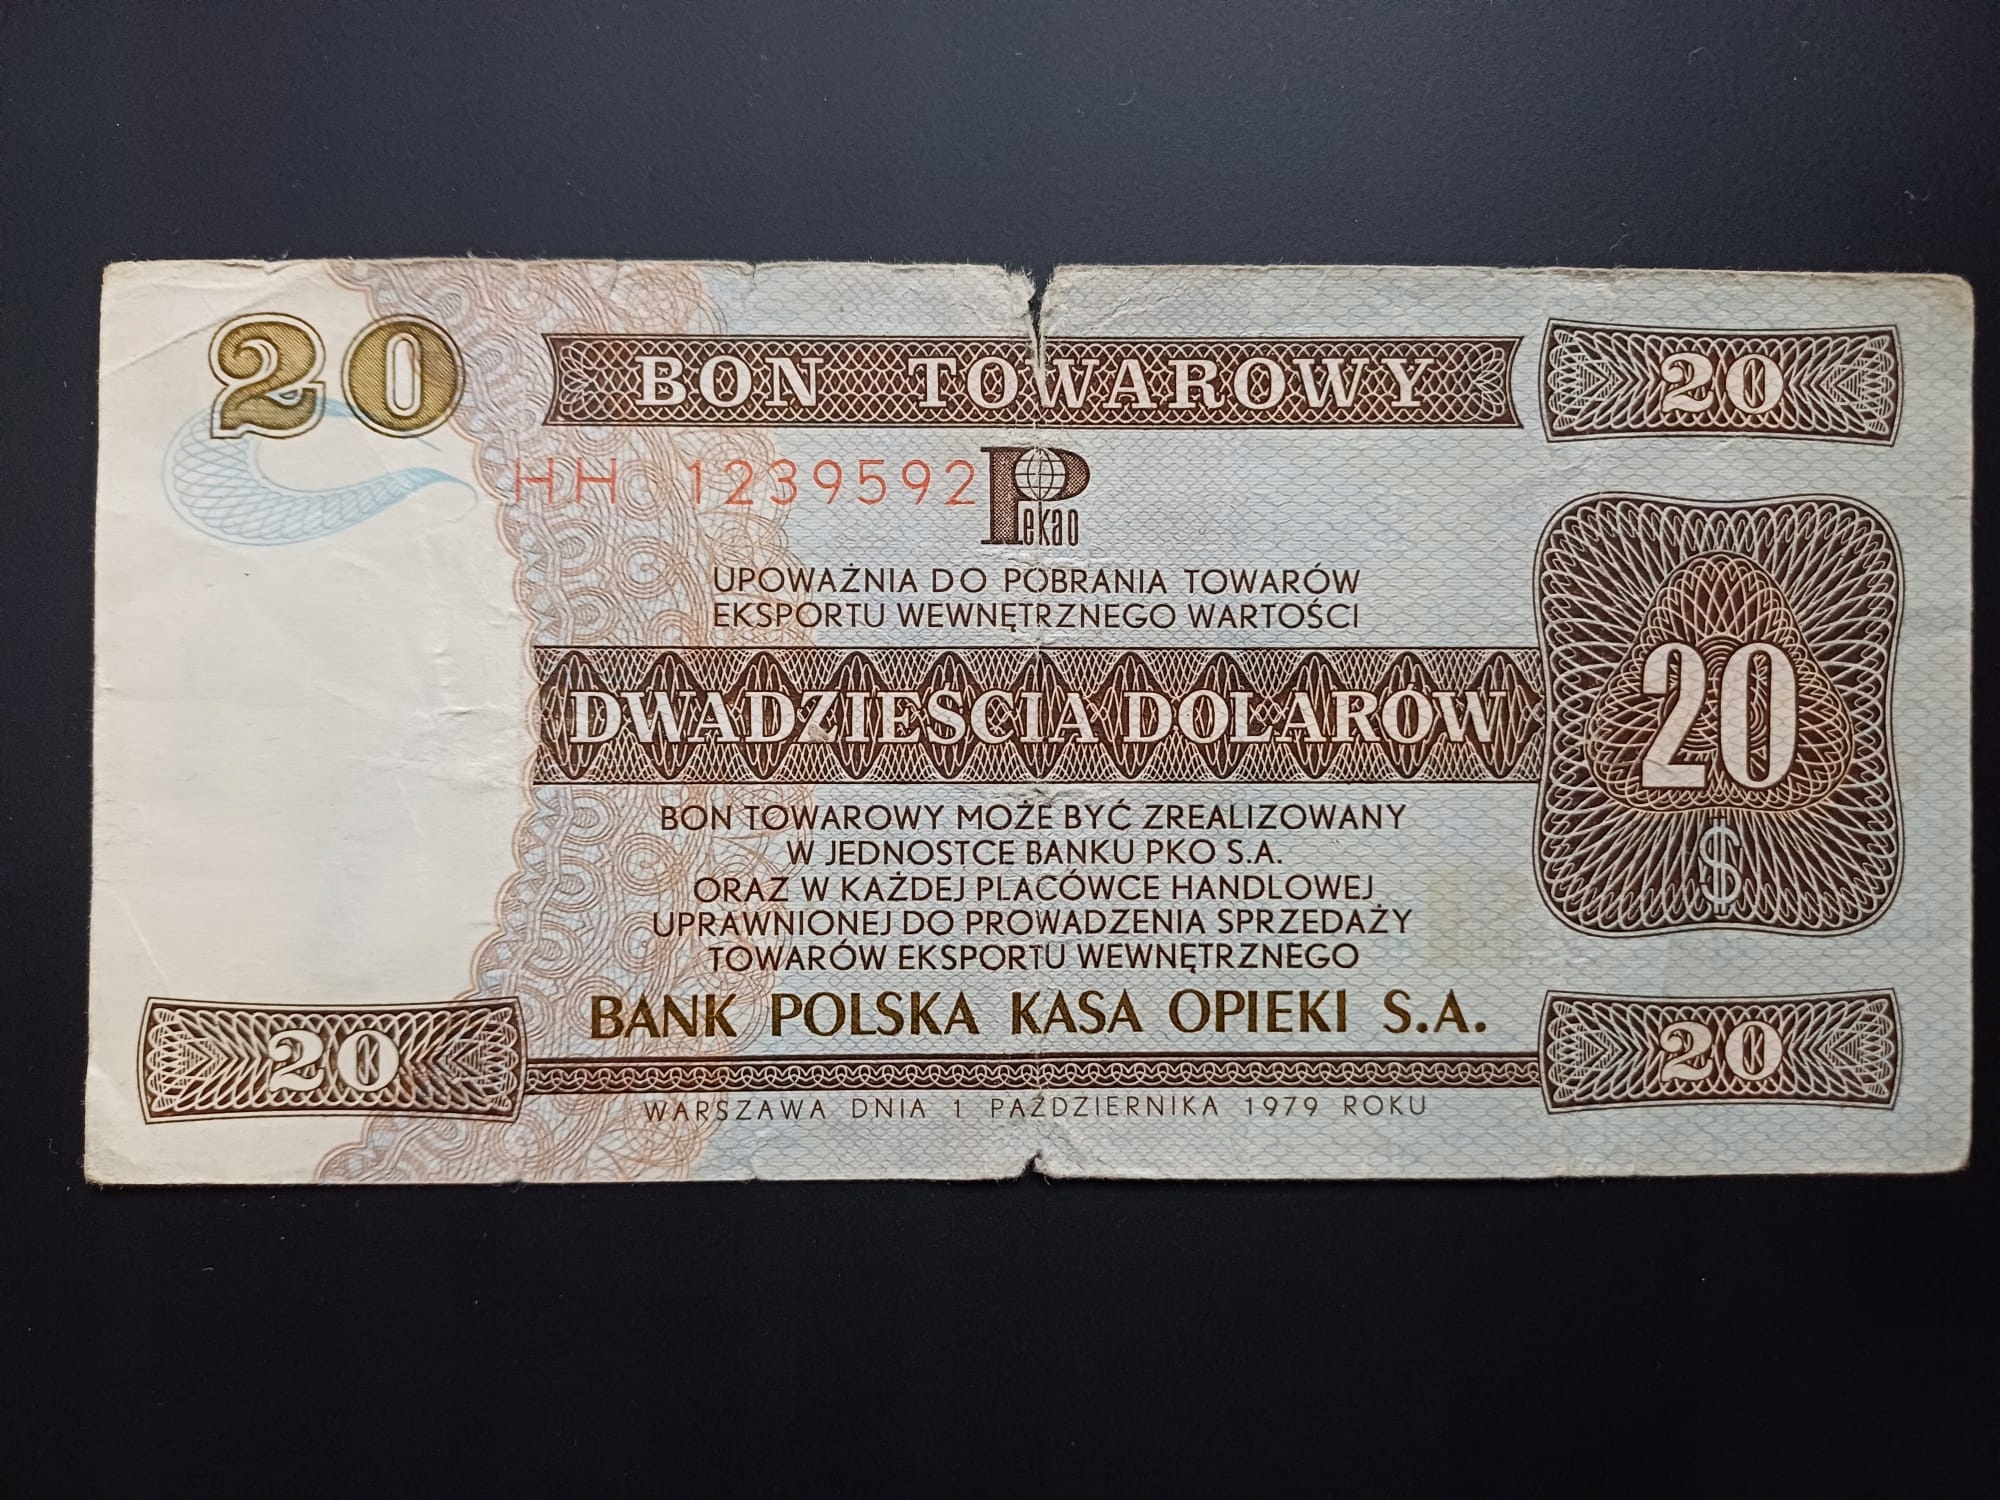 20 BON TOWAROWY 20
HH 1239592 Pekao
UPOWAŻNIA DO POBRANIA TOWARÓW
EKSPORTU WEWNĘTRZNEGO WARTOŚCI
DWADZIEŚCIA DOLARÓW
20
$
BON TOWAROWY MOŻE BYĆ ZREALIZOWANY
W JEDNOSTCE BANKU PKO S.A.
ORAZ W KAŻDEJ PLACÓWCE HANDLOWEJ
UPRAWNIONEJ DO PROWADZENIA SPRZEDAŻY
TOWARÓW EKSPORTU WEWNĘTRZNEGO
BANK POLSKA KASA OPIEKI S.A.
20 20
WARSZAWA DNIA 1 PAŹDZIERNIKA 1979 ROKU